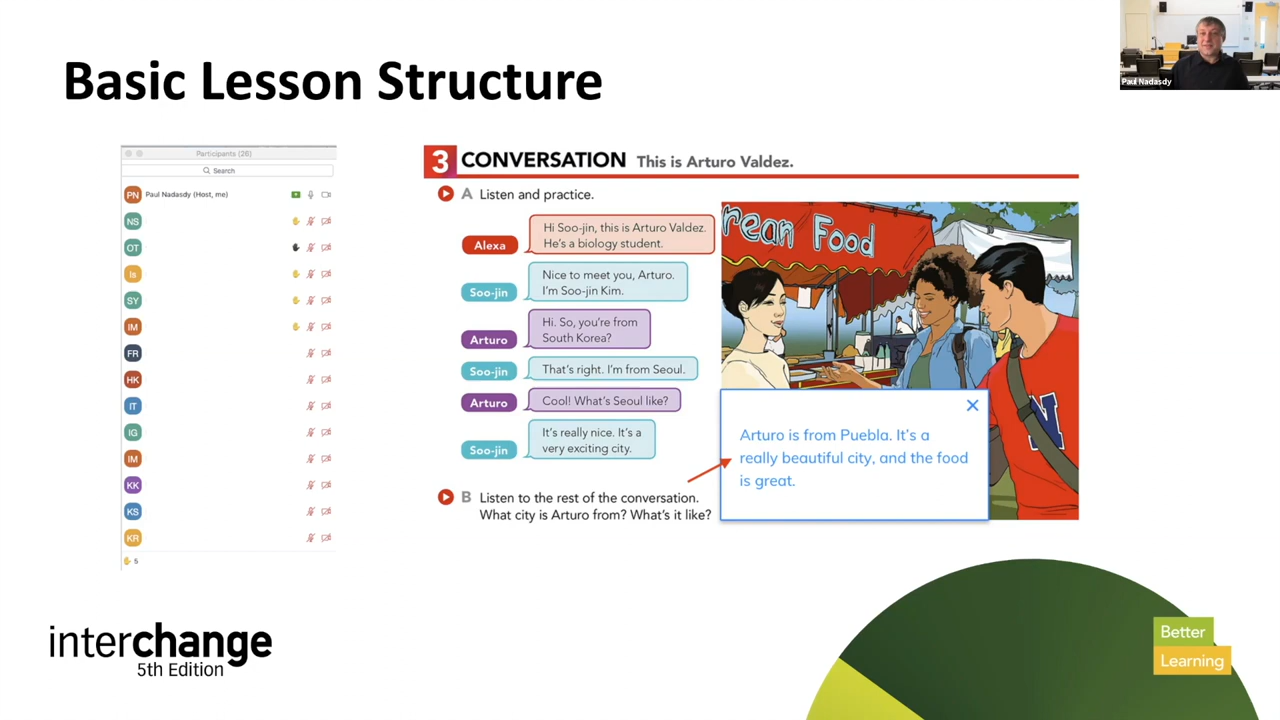 Basic Lesson Structure
Paul Nadasdy
Participants (26)
Search
PN Paul Nadasdy (Host, me)
NS
OT
Is
SY
IM
FR
HK
IT
IG
IM
KK
KS
KR
5
3 CONVERSATION This is Arturo Valdez.
A Listen and practice.
Alexa Hi Soo-jin, this is Arturo Valdez.
He's a biology student.
Soo-jin Nice to meet you, Arturo.
I'm Soo-jin Kim.
Arturo Hi. So, you're from
South Korea?
Soo-jin That's right. I'm from Seoul.
Arturo Cool! What's Seoul like?
Soo-jin It's really nice. It's a
very exciting city.
B Listen to the rest of the conversation.
What city is Arturo from? What's it like?
rean Food
N
Arturo is from Puebla. It's a
really beautiful city, and the food
is great.
interchange
5th Edition
Better
Learning